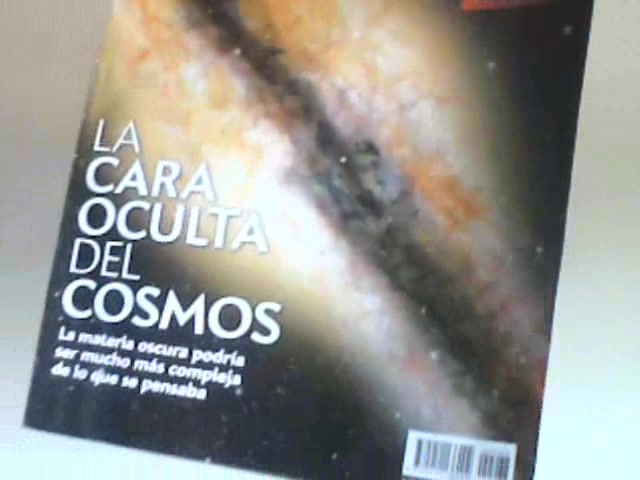 LA
CARA
OCULTA
DEL
COSMOS
La materia oscura podría
ser mucho más compleja
de lo que se pensaba